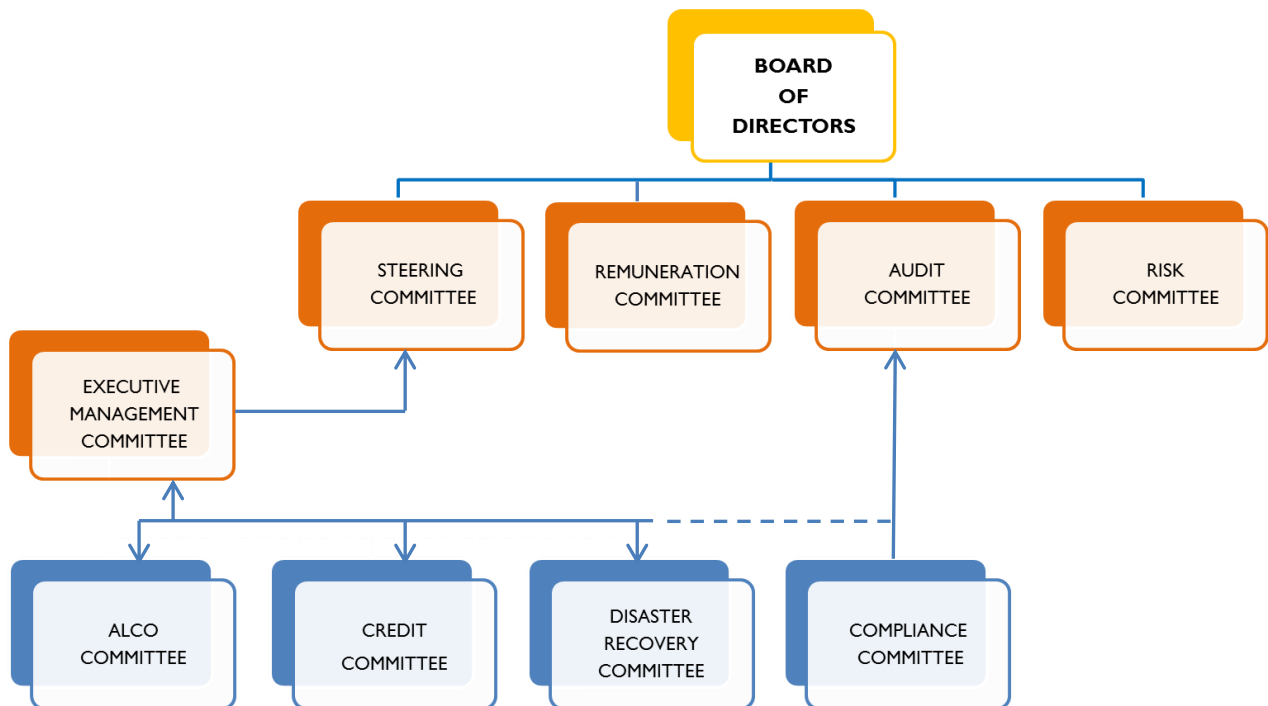 BOARD
OF
DIRECTORS
STEERING
COMMITTEE
REMUNERATION
COMMITTEE
AUDIT
COMMITTEE
RISK
COMMITTEE
EXECUTIVE
MANAGEMENT
COMMITTEE
ALCO
COMMITTEE
CREDIT
COMMITTEE
DISASTER
RECOVERY
COMMITTEE
COMPLIANCE
COMMITTEE